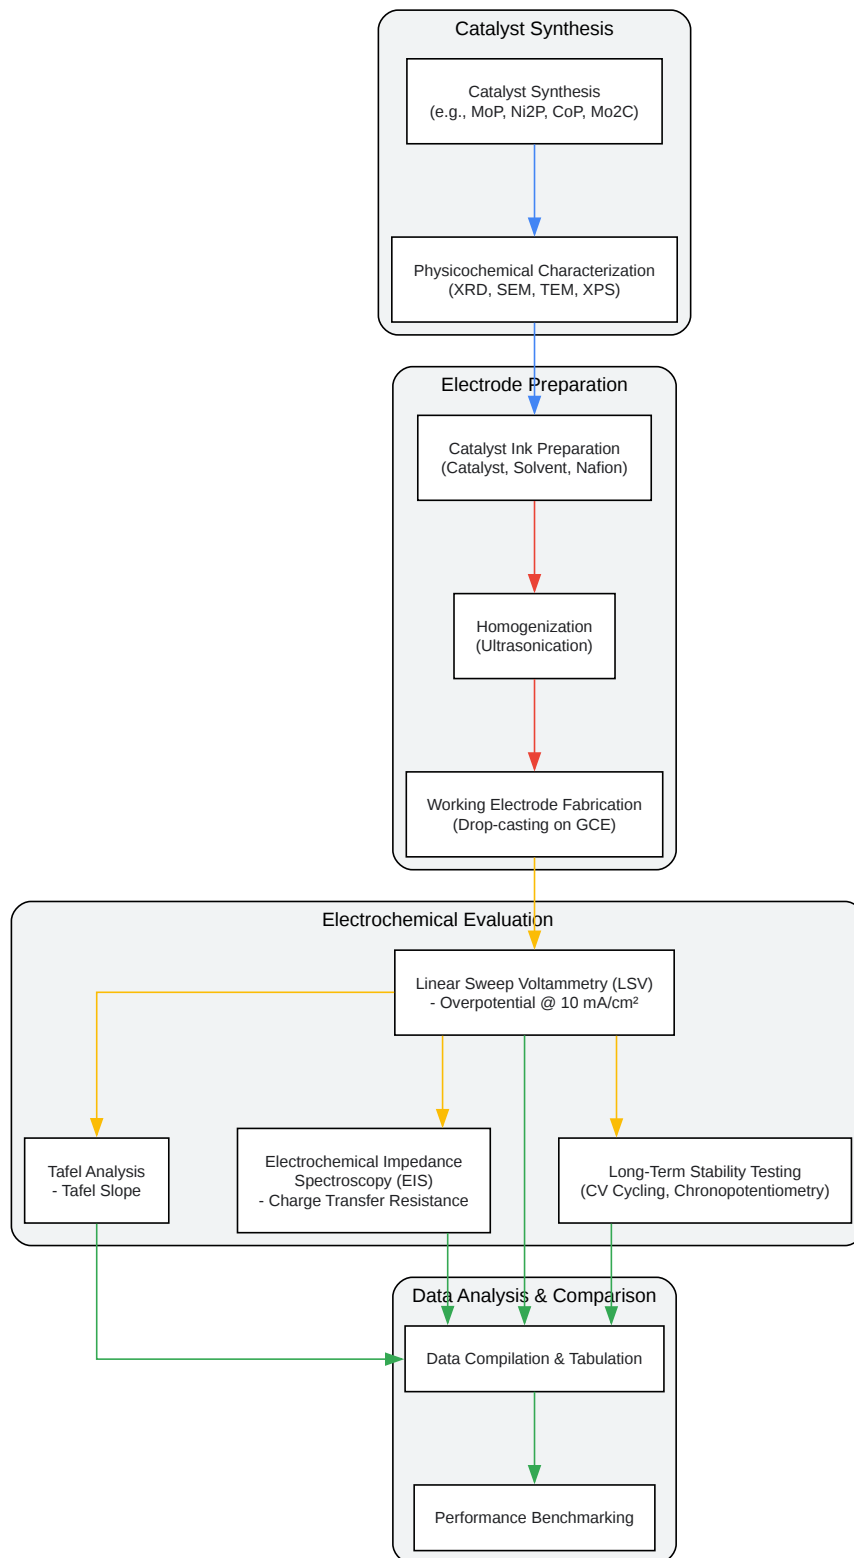 Catalyst Synthesis
Catalyst Synthesis
(e.g., MoP, Ni2P, CoP, Mo2C)
Physicochemical Characterization
(XRD, SEM, TEM, XPS)
Electrode Preparation
Catalyst Ink Preparation
(Catalyst, Solvent, Nafion)
Homogenization
(Ultrasonication)
Working Electrode Fabrication
(Drop-casting on GCE)
Electrochemical Evaluation
Linear Sweep Voltammetry (LSV)
- Overpotential @ 10 mA/cm²
Tafel Analysis
- Tafel Slope
Electrochemical Impedance
Spectroscopy (EIS)
- Charge Transfer Resistance
Long-Term Stability Testing
(CV Cycling, Chronopotentiometry)
Data Analysis & Comparison
Data Compilation & Tabulation
Performance Benchmarking